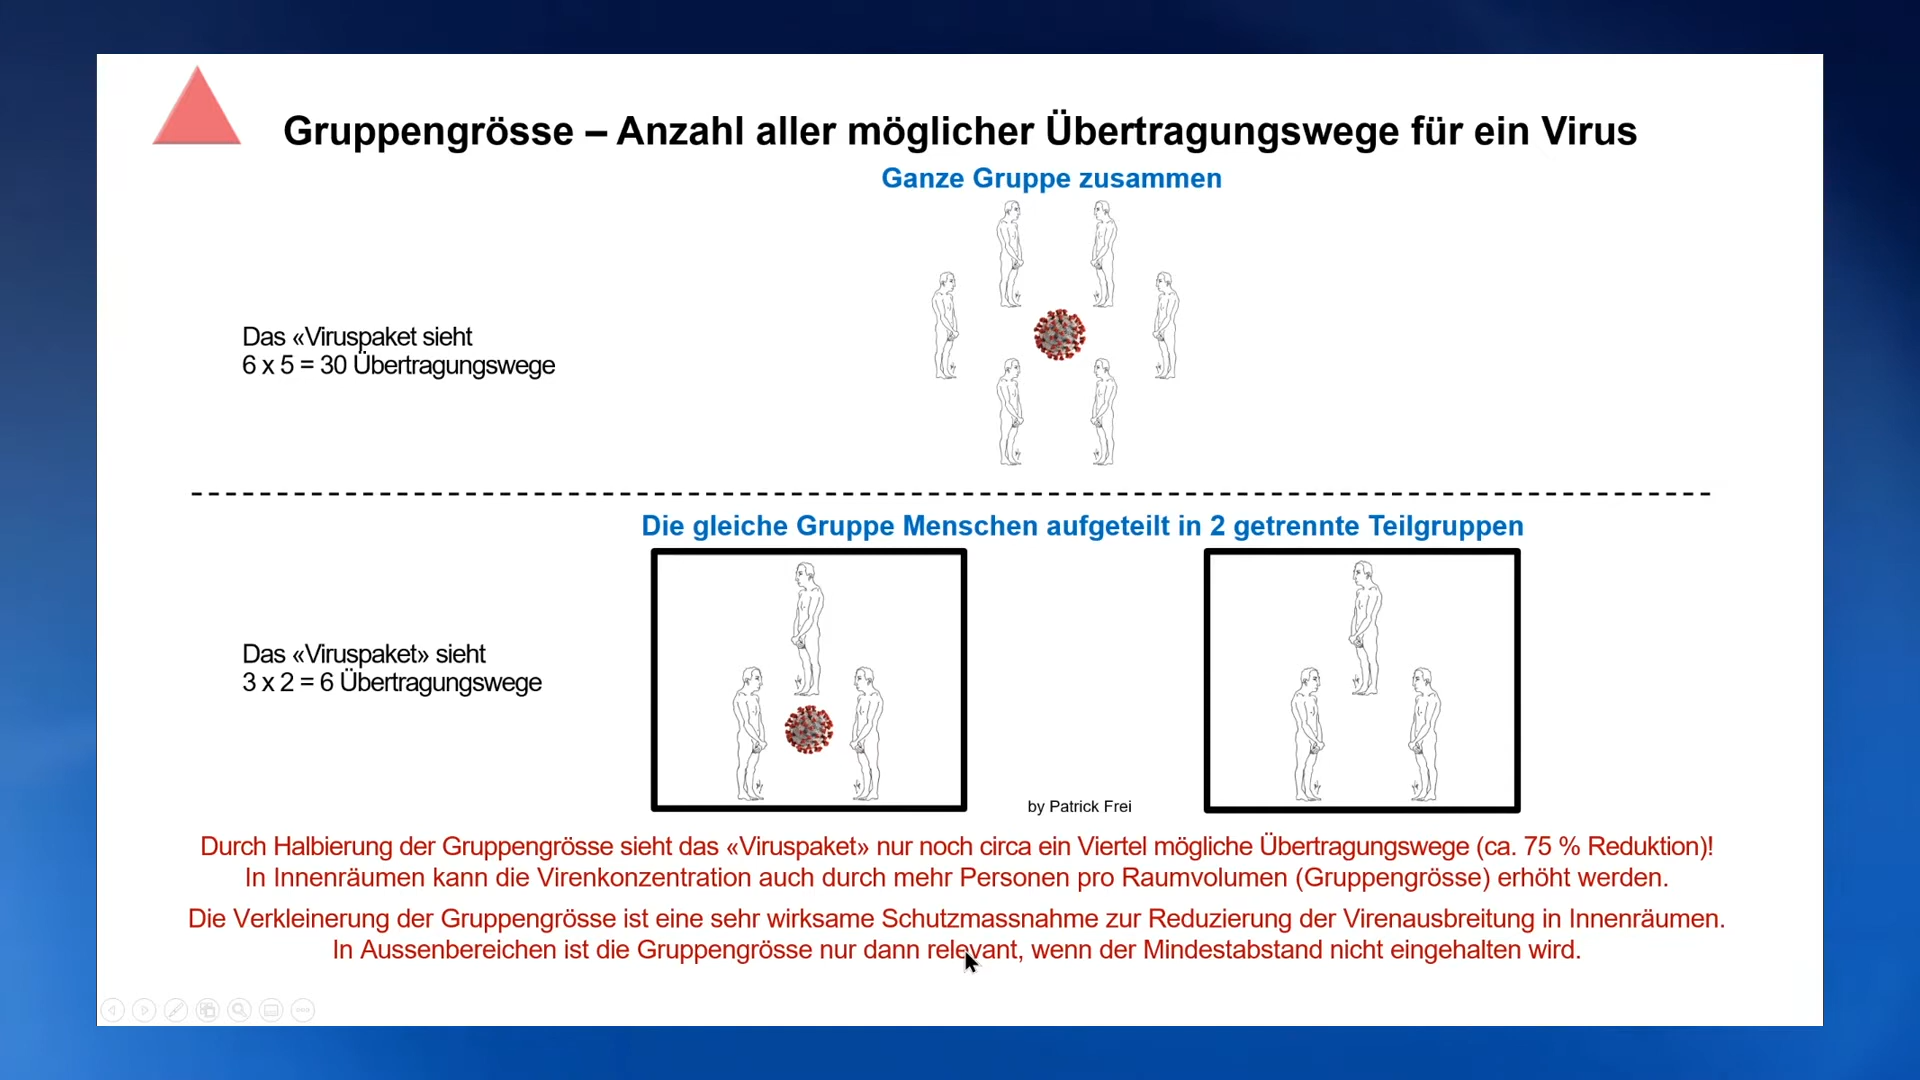 Gruppengrösse – Anzahl aller möglicher Übertragungswege für ein Virus
Ganze Gruppe zusammen
Das «Viruspaket sieht
6 x 5 = 30 Übertragungswege
Die gleiche Gruppe Menschen aufgeteilt in 2 getrennte Teilgruppen
Das «Viruspaket» sieht
3 x 2 = 6 Übertragungswege
by Patrick Frei
Durch Halbierung der Gruppengrösse sieht das «Viruspaket» nur noch circa ein Viertel mögliche Übertragungswege (ca. 75 % Reduktion)!
In Innenräumen kann die Virenkonzentration auch durch mehr Personen pro Raumvolumen (Gruppengrösse) erhöht werden.
Die Verkleinerung der Gruppengrösse ist eine sehr wirksame Schutzmassnahme zur Reduzierung der Virenausbreitung in Innenräumen.
In Aussenbereichen ist die Gruppengrösse nur dann relevant, wenn der Mindestabstand nicht eingehalten wird.